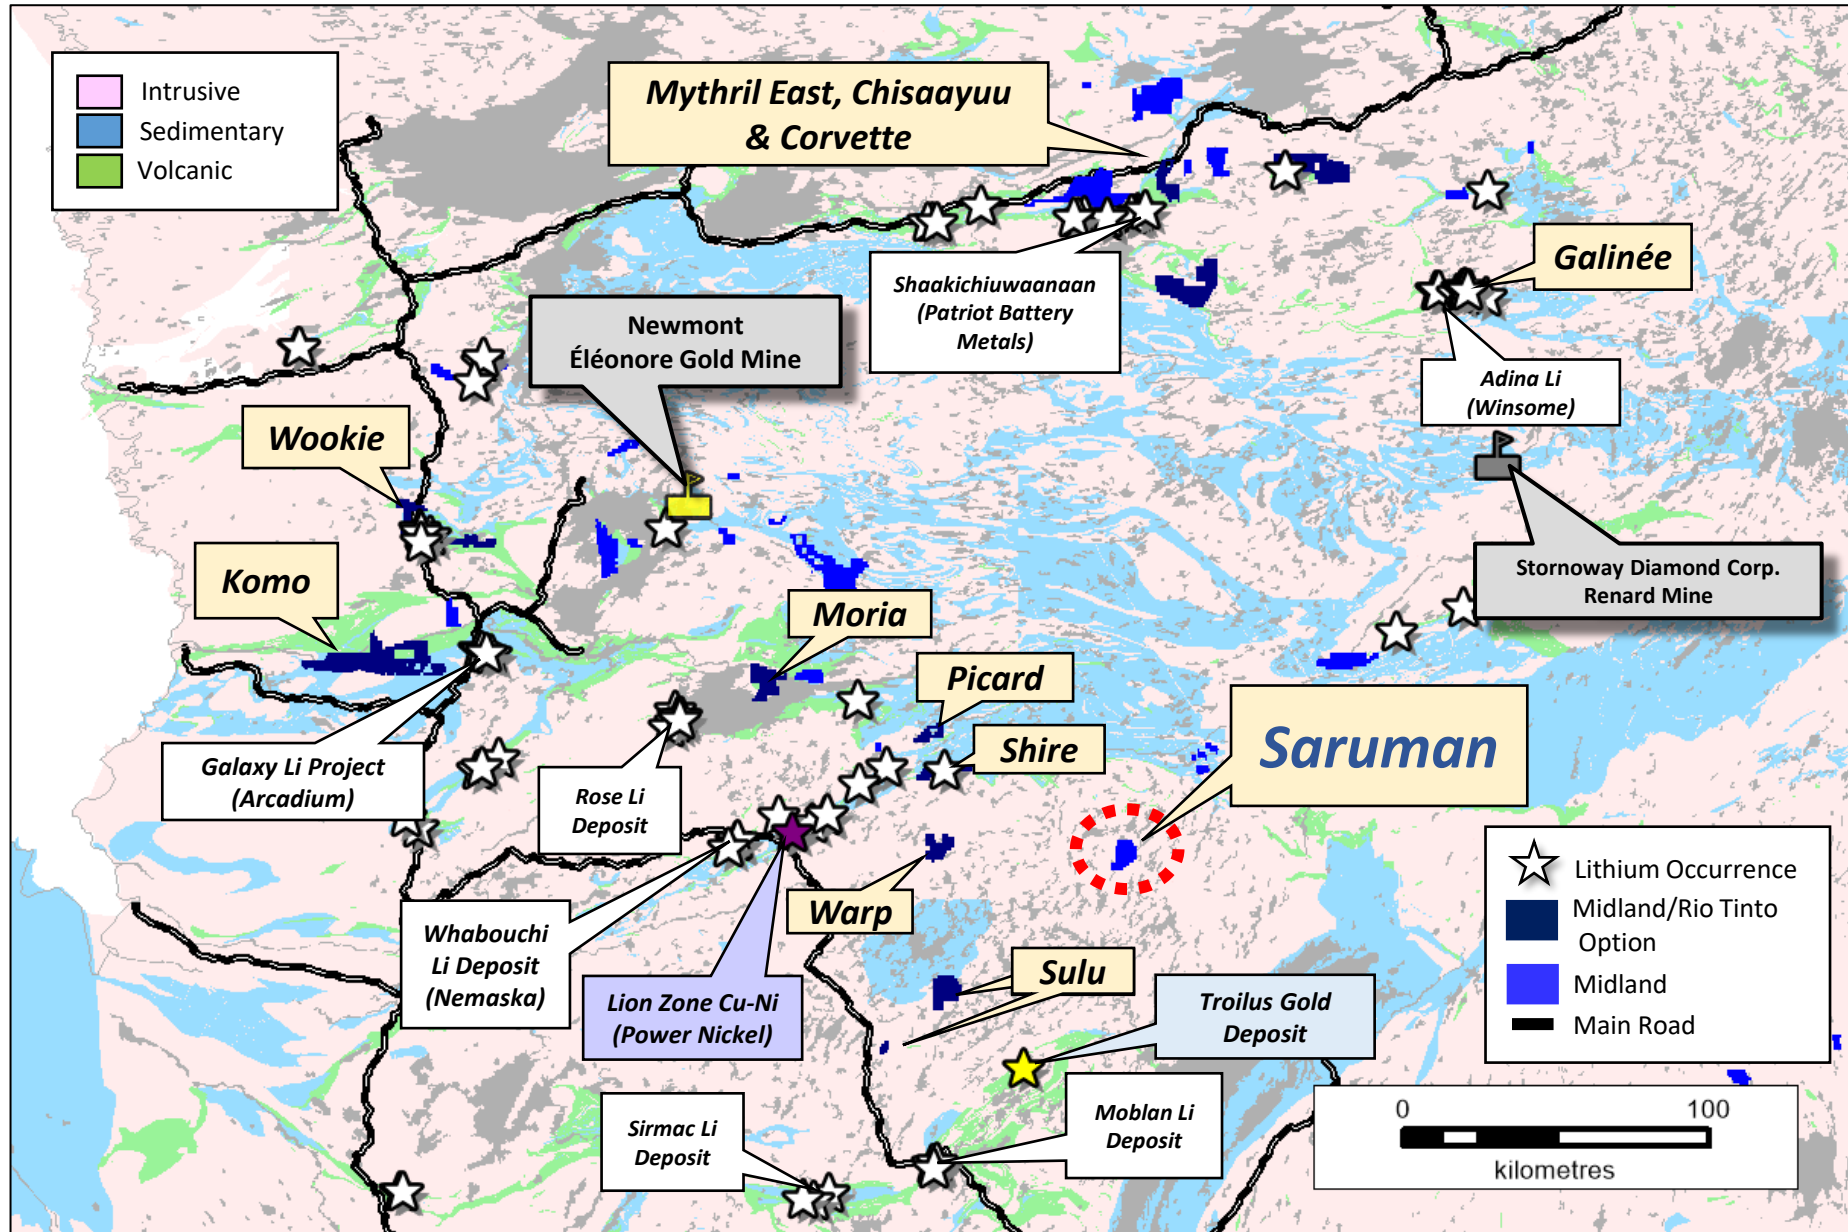 Intrusive
Sedimentary
Volcanic
Mythril East, Chisaayuu
& Corvette
Galinée
Shaakichiuwaanaan
(Patriot Battery
Metals)
Newmont
Éléonore Gold Mine
Adina Li
(Winsome)
Wookie
Stornoway Diamond Corp.
Renard Mine
Komo
Moria
Picard
Saruman
Shire
Galaxy Li Project
(Arcadium)
Rose Li
Deposit
Warp
Whabouchi
Li Deposit
(Nemaska)
Lion Zone Cu-Ni
(Power Nickel)
Sulu
Troilus Gold
Deposit
Lithium Occurrence
Midland/Rio Tinto
Option
Midland
Main Road
Sirmac Li
Deposit
Moblan Li
Deposit
0 100
kilometres